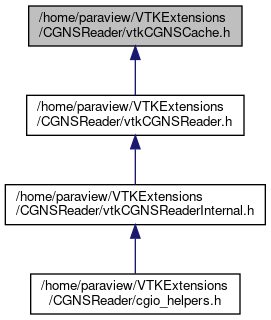 /home/paraview/VTKExtensions
/CGNSReader/vtkCGNSCache.h
/home/paraview/VTKExtensions
/CGNSReader/vtkCGNSReader.h
/home/paraview/VTKExtensions
/CGNSReader/vtkCGNSReaderInternal.h
/home/paraview/VTKExtensions
/CGNSReader/cgio_helpers.h